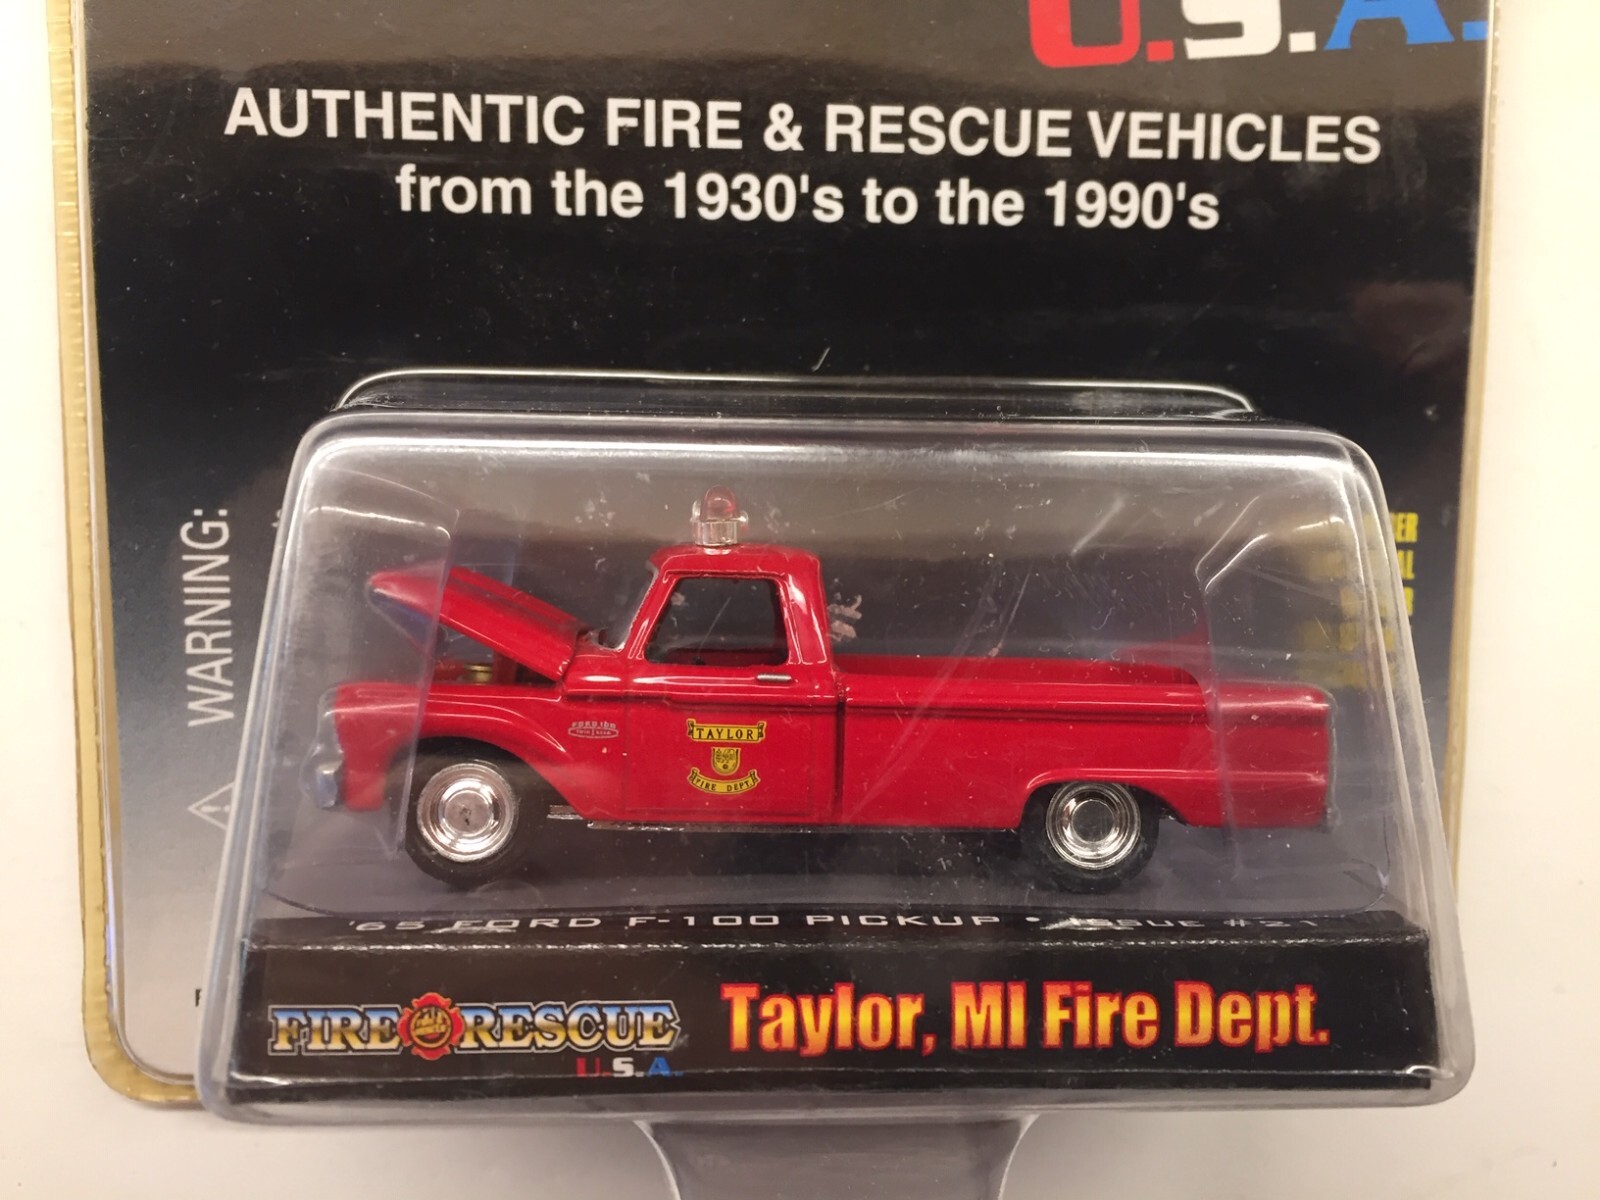 U.S.A.
AUTHENTIC FIRE & RESCUE VEHICLES
from the 1930's to the 1990's
WARNING:
TAYLOR
FIRE DEPT.
'65 FORD F-100 PICKUP • ISSUE #21
FIRE RESCUE
U.S.A.
Taylor, MI Fire Dept.